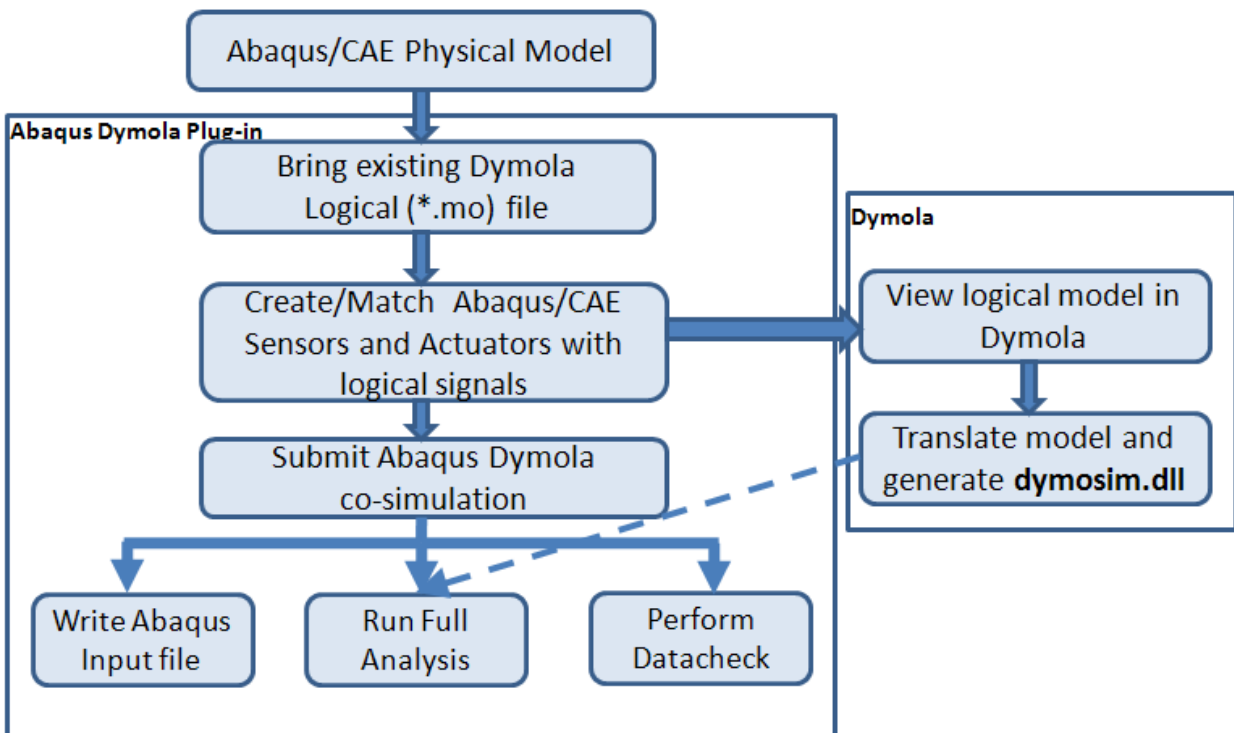 Abaqus/CAE Physical Model
Abaqus Dymola Plug-in
Bring existing Dymola
Logical (*.mo) file
Create/Match Abaqus/CAE
Sensors and Actuators with
logical signals
Submit Abaqus Dymola
co-simulation
Write Abaqus
Input file
Run Full
Analysis
Perform
Datacheck
Dymola
View logical model in
Dymola
Translate model and
generate dymosim.dll